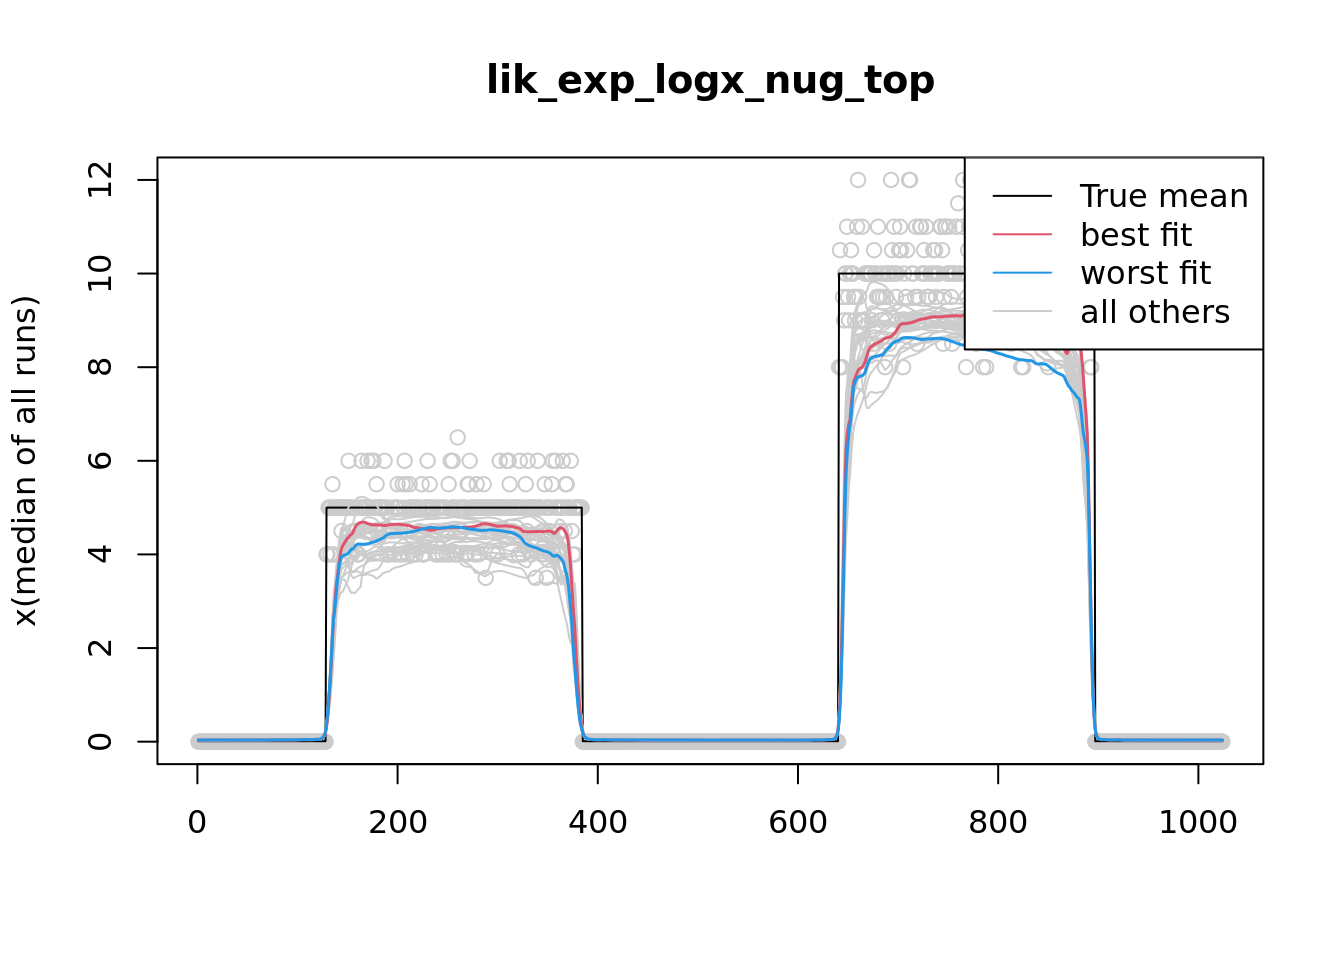 lik_exp_logx_nug_top
x(median of all runs)
12
10
8
6
4
2
0
True mean
best fit
worst fit
all others
0 200 400 600 800 1000